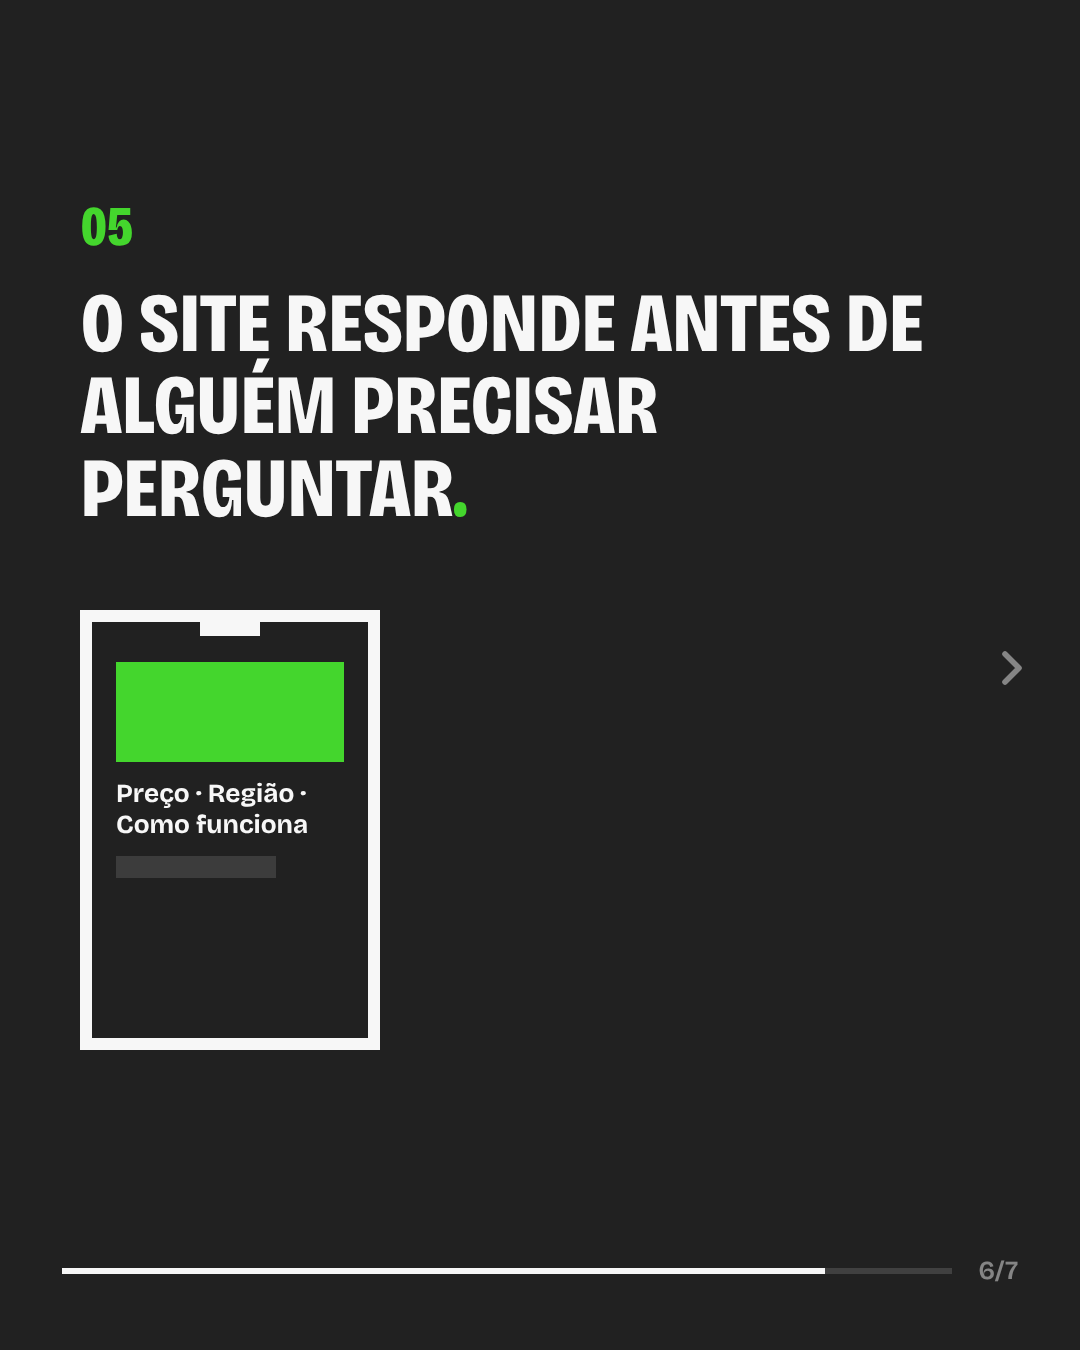 05
O SITE RESPONDE ANTES DE
ALGUÉM PRECISAR
PERGUNTAR.
Preço · Região ·
Como funciona
6/7